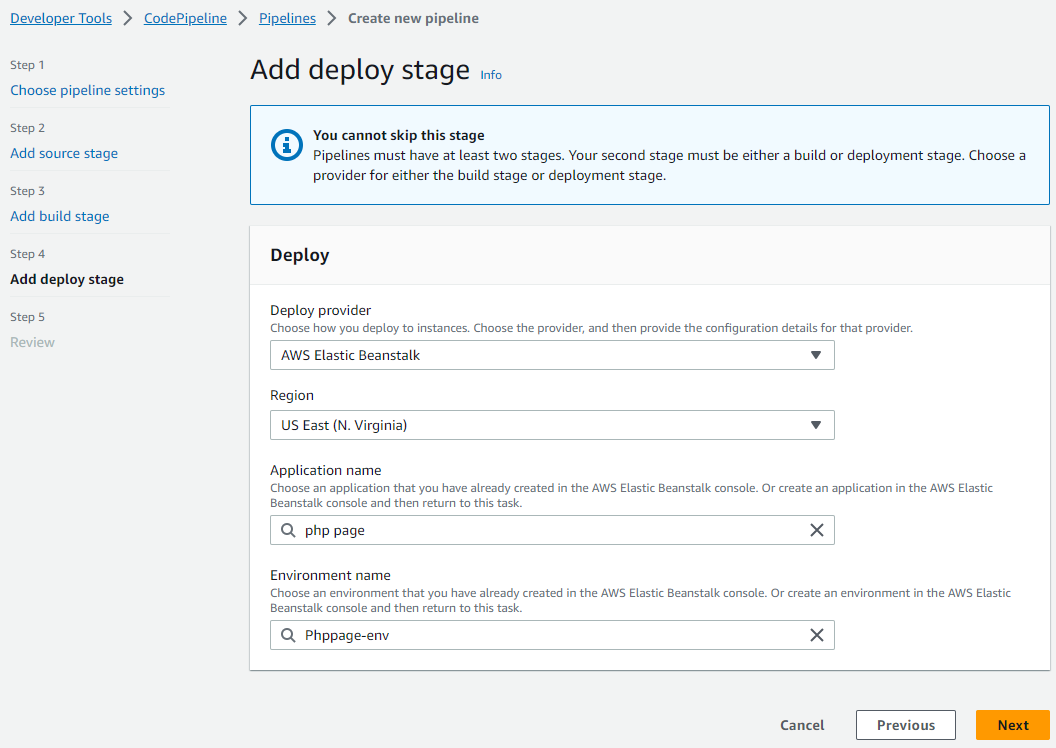 Developer Tools > CodePipeline > Pipelines > Create new pipeline
Step 1
Choose pipeline settings
Step 2
Add source stage
Step 3
Add build stage
Step 4
Add deploy stage
Step 5
Review
Add deploy stage Info
You cannot skip this stage
Pipelines must have at least two stages. Your second stage must be either a build or deployment stage. Choose a
provider for either the build stage or deployment stage.
Deploy
Deploy provider
Choose how you deploy to instances. Choose the provider, and then provide the configuration details for that provider.
AWS Elastic Beanstalk
Region
US East (N. Virginia)
Application name
Choose an application that you have already created in the AWS Elastic Beanstalk console. Or create an application in the AWS Elastic
Beanstalk console and then return to this task.
php page
Environment name
Choose an environment that you have already created in the AWS Elastic Beanstalk console. Or create an environment in the AWS Elastic
Beanstalk console and then return to this task.
Phppage-env
Cancel Previous Next